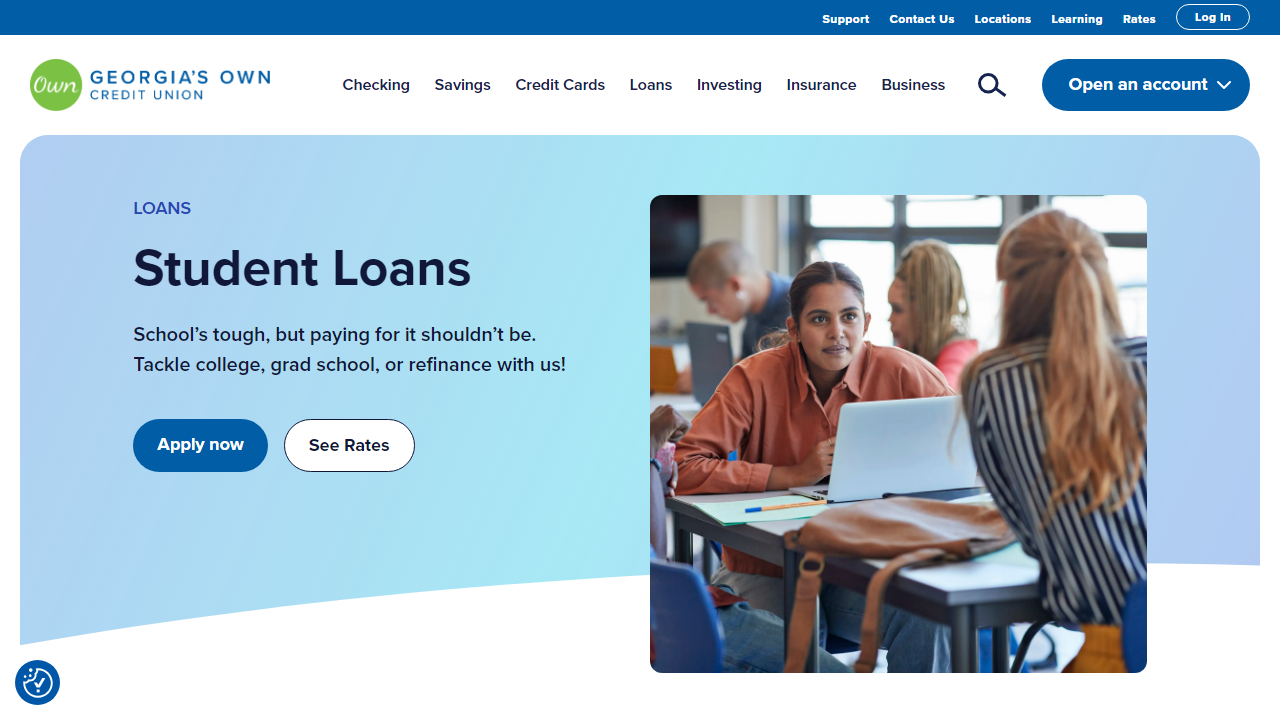 Support Contact Us Locations Learning Rates Log In
Own GEORGIA'S OWN
CREDIT UNION
Checking Savings Credit Cards Loans Investing Insurance Business Open an account
LOANS
Student Loans
School’s tough, but paying for it shouldn’t be.
Tackle college, grad school, or refinance with us!
Apply now See Rates